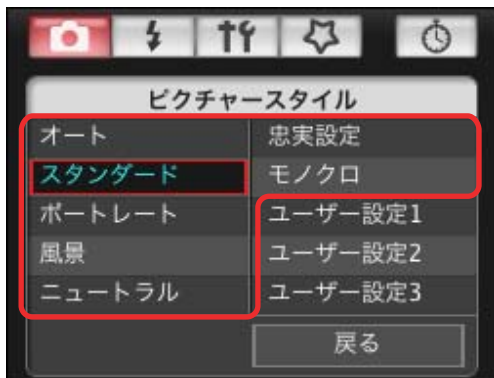 ピクチャースタイル
オート
スタンダード
ポートレート
風景
ニュートラル
忠実設定
モノクロ
ユーザー設定1
ユーザー設定2
ユーザー設定3
戻る